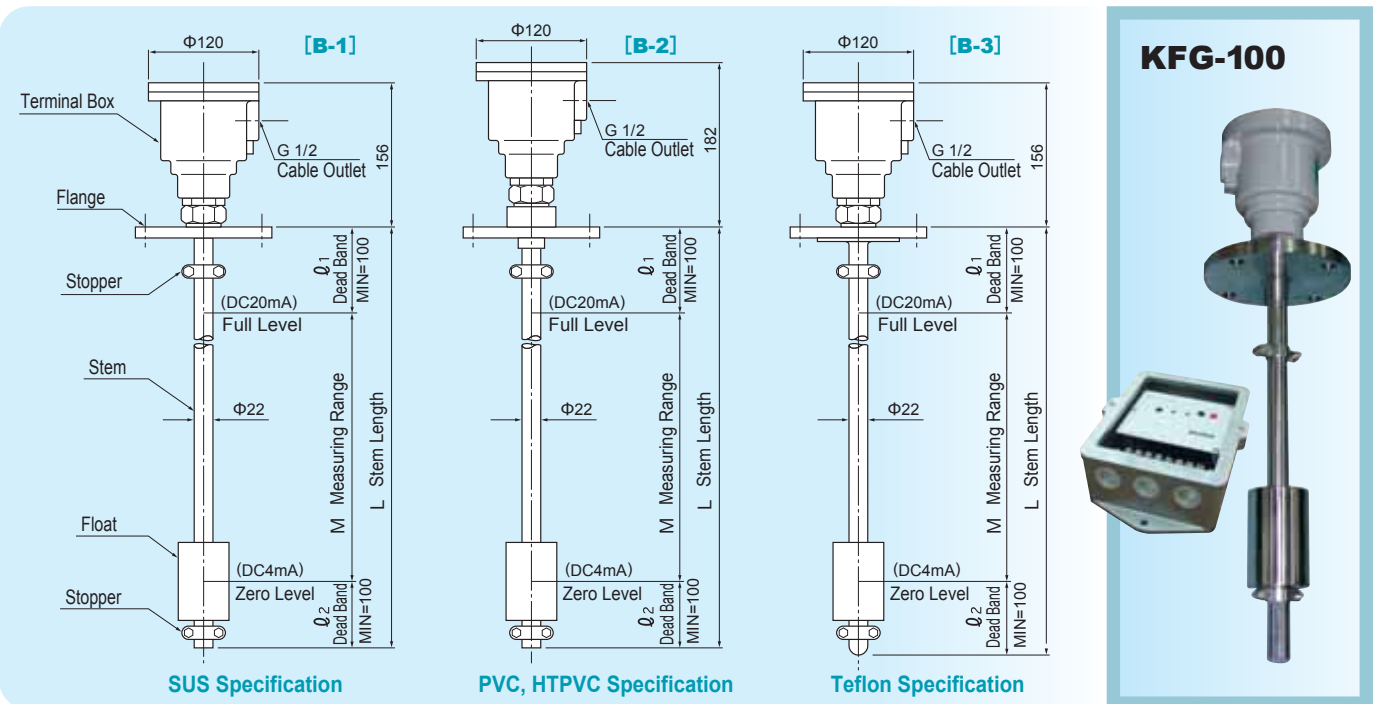 [B-1]
Φ120
Terminal Box
G 1/2
Cable Outlet
156
Flange
Stopper
ℓ1
Dead Band
MIN=100
(DC20mA)
Full Level
Stem
Φ22
M Measuring Range
L Stem Length
Float
(DC4mA)
Zero Level
Stopper
ℓ2
Dead Band
MIN=100
SUS Specification
[B-2]
Φ120
G 1/2
Cable Outlet
182
ℓ1
Dead Band
MIN=100
(DC20mA)
Full Level
Φ22
M Measuring Range
L Stem Length
(DC4mA)
Zero Level
ℓ2
Dead Band
MIN=100
PVC, HTPVC Specification
[B-3]
Φ120
G 1/2
Cable Outlet
156
ℓ1
Dead Band
MIN=100
(DC20mA)
Full Level
Φ22
M Measuring Range
L Stem Length
(DC4mA)
Zero Level
ℓ2
Dead Band
MIN=100
Teflon Specification
KFG-100